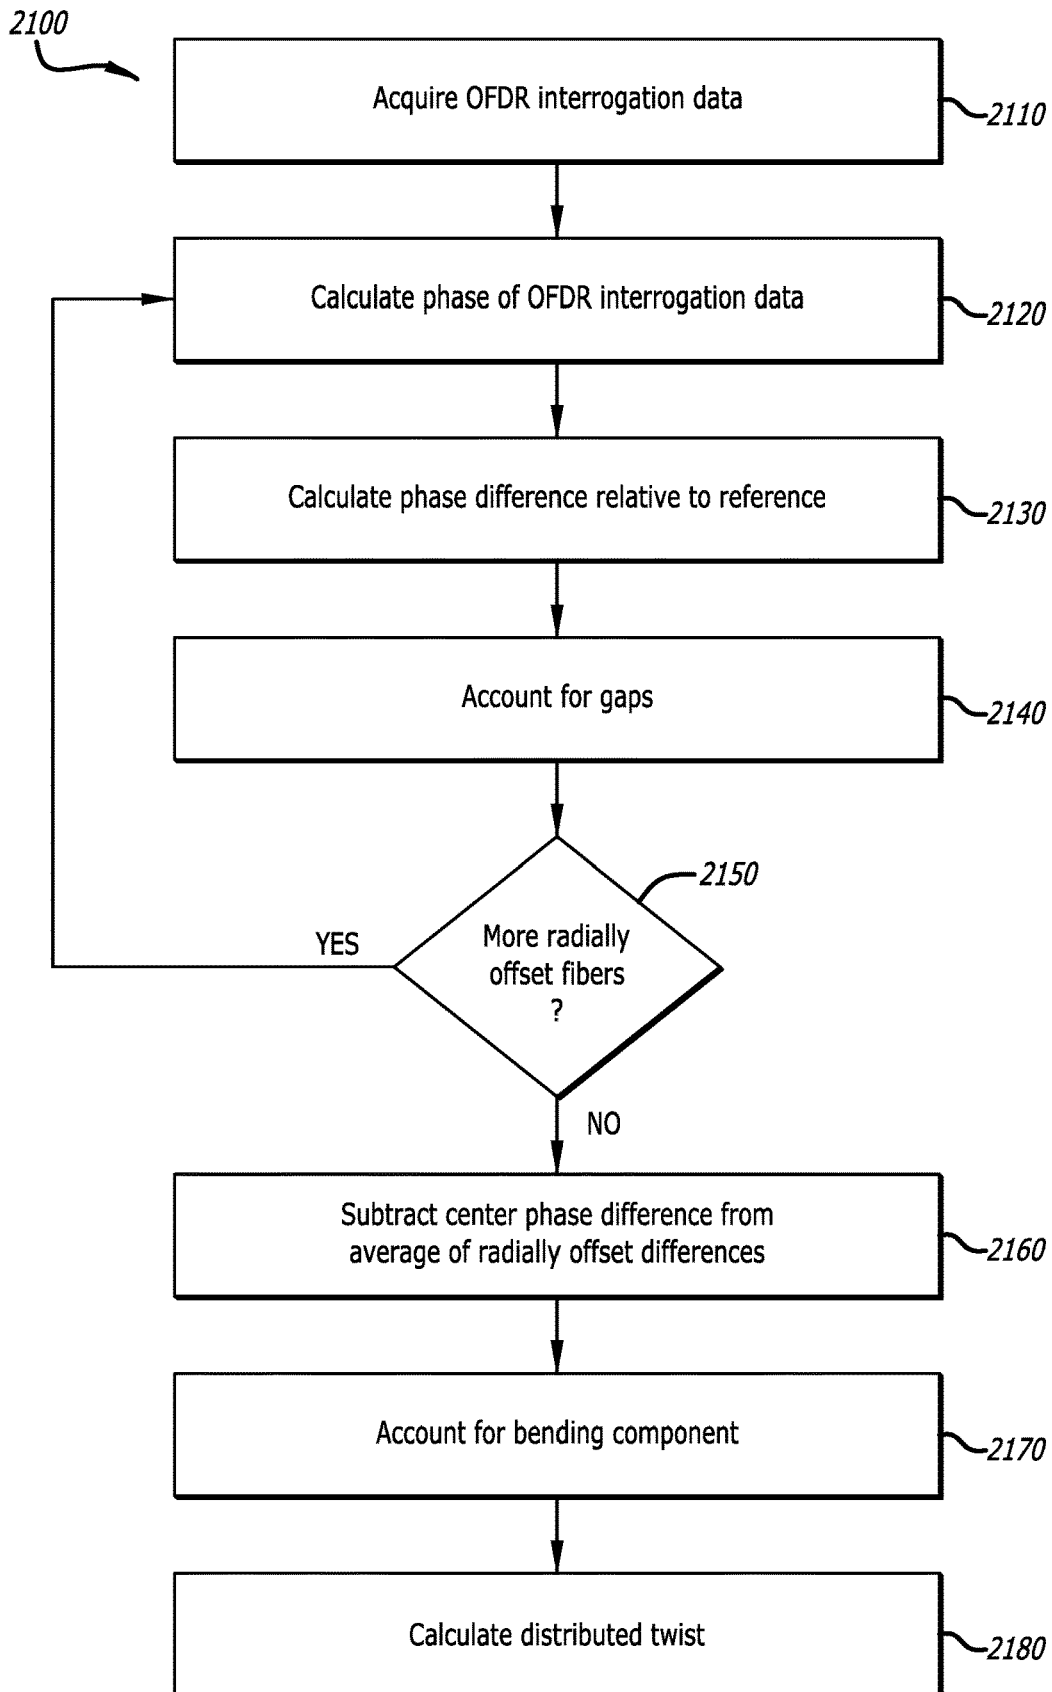 2100
Acquire OFDR interrogation data
2110
Calculate phase of OFDR interrogation data
2120
Calculate phase difference relative to reference
2130
Account for gaps
2140
2150
More radially
offset fibers
?
YES
NO
Subtract center phase difference from
average of radially offset differences
2160
Account for bending component
2170
Calculate distributed twist
2180